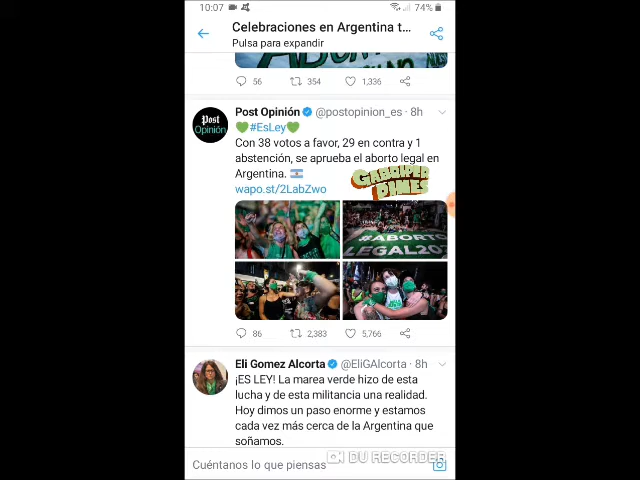 10:07
74%
Celebraciones en Argentina t...
Pulsa para expandir
56 354 1,336
Post Opinión @postopinion_es · 8h
Post
Opinión
💚#EsLey💚
Con 38 votos a favor, 29 en contra y 1
abstención, se aprueba el aborto legal en
Argentina. 🇦🇷
wapo.st/2LabZwo
#ABORTO
LEGAL202
86 2,383 5,766
Eli Gomez Alcorta @EliGAlcorta · 8h
¡ES LEY! La marea verde hizo de esta
lucha y de esta militancia una realidad.
Hoy dimos un paso enorme y estamos
cada vez más cerca de la Argentina que
soñamos.
Cuéntanos lo que piensas
DU RECORDER